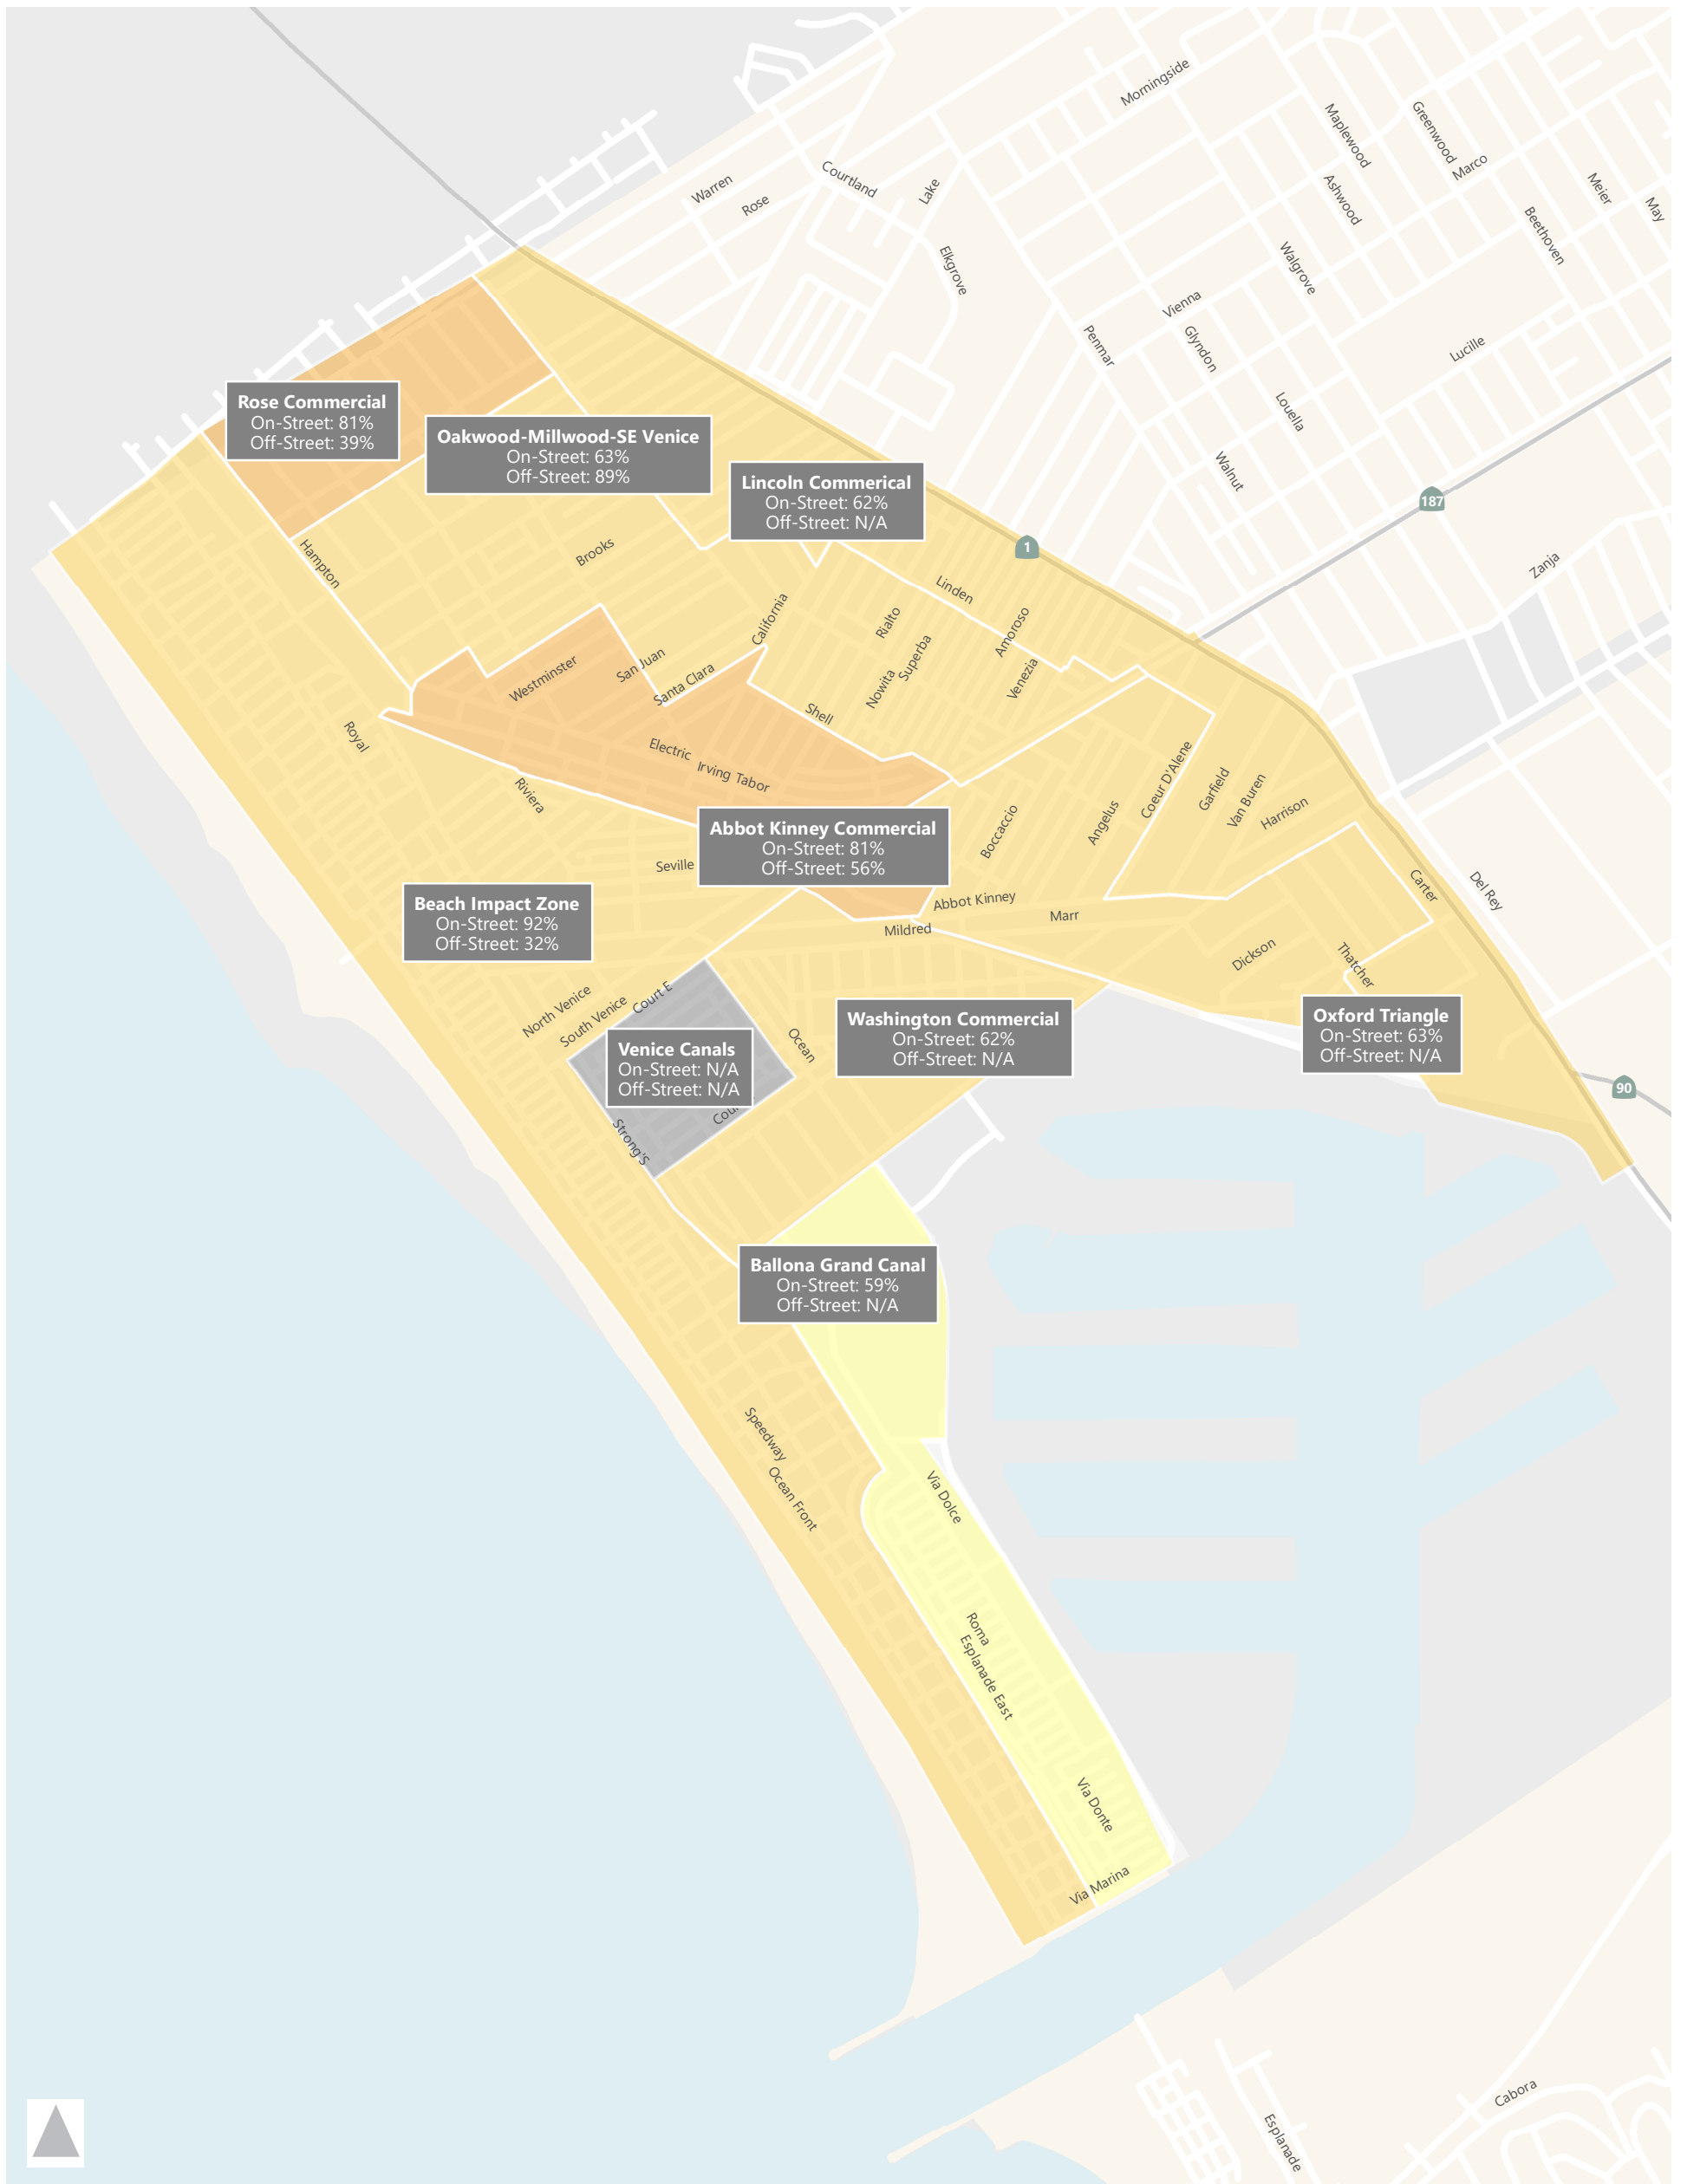 Morningside
Maplewood
Greenwood
Marco
Ashwood
Meier
May
Beethoven
Warren
Rose
Courtland
Lake
Elkgrove
Walgrove
Vienna
Glyndon
Penmar
Lucille
Louella
Walnut
187
Zanja
1
Rose Commercial
On-Street: 81%
Off-Street: 39%
Oakwood-Millwood-SE Venice
On-Street: 63%
Off-Street: 89%
Lincoln Commerical
On-Street: 62%
Off-Street: N/A
Hampton
Brooks
Linden
California
Rialto
Superba
Amoroso
Nowita
Venezia
Westminster
San Juan
Santa Clara
Shell
Royal
Electric
Irving Tabor
Riviera
Coeur D'Alene
Garfield
Van Buren
Harrison
Angelus
Boccaccio
Abbot Kinney Commercial
On-Street: 81%
Off-Street: 56%
Seville
Carter
Del Rey
Beach Impact Zone
On-Street: 92%
Off-Street: 32%
Abbot Kinney
Marr
Mildred
Dickson
Thatcher
North Venice
South Venice
Court E
Ocean
Venice Canals
On-Street: N/A
Off-Street: N/A
Washington Commercial
On-Street: 62%
Off-Street: N/A
Oxford Triangle
On-Street: 63%
Off-Street: N/A
90
Strong'S
Ballona Grand Canal
On-Street: 59%
Off-Street: N/A
Speedway
Ocean Front
Via Dolce
Roma
Esplanade East
Via Donte
Via Marina
Cabora
Esplanade